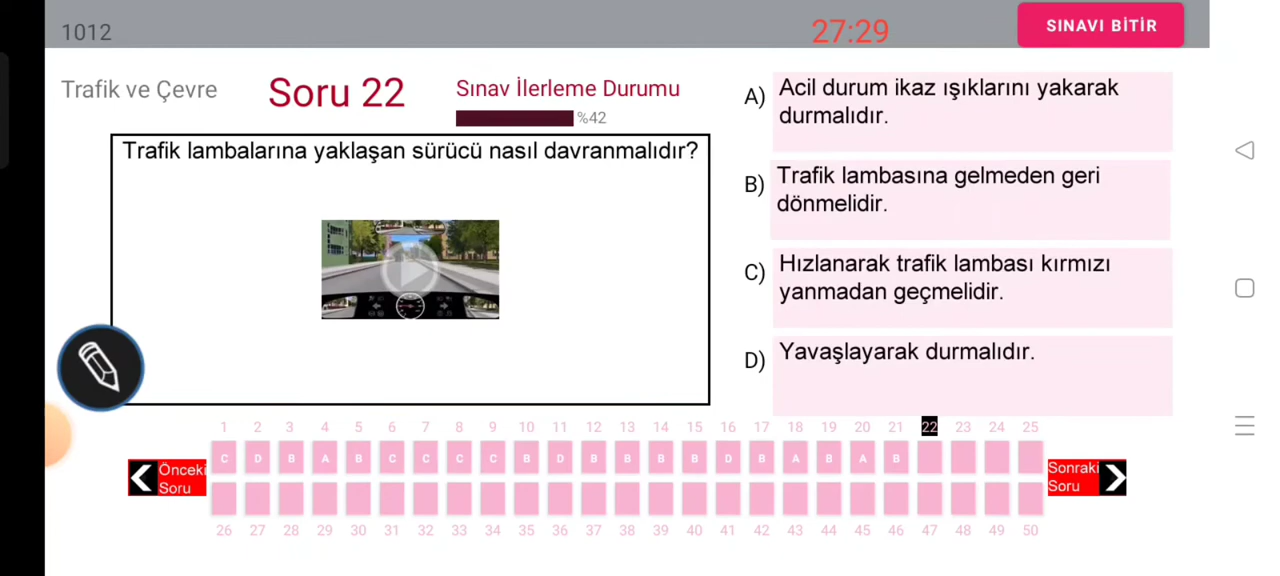 1012
27:29
SINAVI BİTİR
Trafik ve Çevre
Soru 22
Sınav İlerleme Durumu
%42
Trafik lambalarına yaklaşan sürücü nasıl davranmalıdır?
A) Acil durum ikaz ışıklarını yakarak
durmalıdır.
B) Trafik lambasına gelmeden geri
dönmelidir.
C) Hızlanarak trafik lambası kırmızı
yanmadan geçmelidir.
D) Yavaşlayarak durmalıdır.
1 2 3 4 5 6 7 8 9 10 11 12 13 14 15 16 17 18 19 20 21 22 23 24 25
C D B A B C C C C B D B B B B D B A B A B
Önceki
Soru
Sonraki
Soru
26 27 28 29 30 31 32 33 34 35 36 37 38 39 40 41 42 43 44 45 46 47 48 49 50